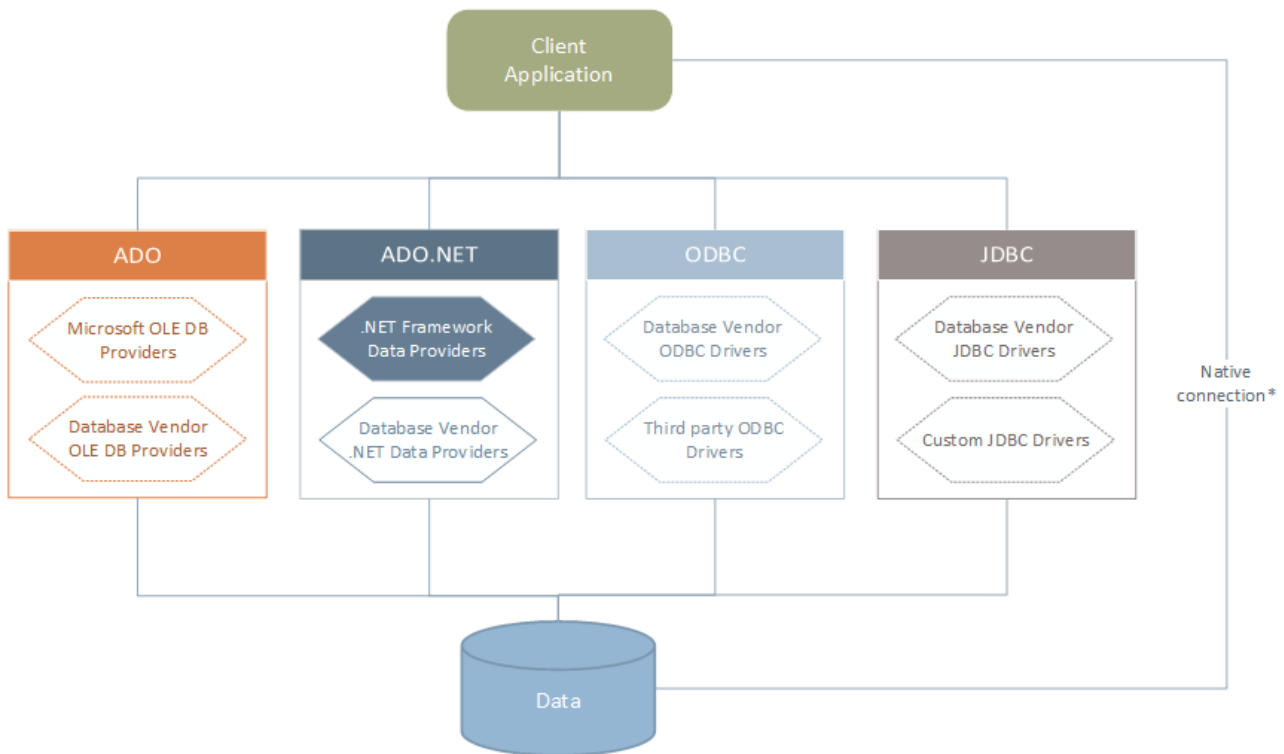 Client
Application
ADO
ADO.NET
ODBC
JDBC
Microsoft OLE DB
Providers
.NET Framework
Data Providers
Database Vendor
ODBC Drivers
Database Vendor
JDBC Drivers
Native
connection*
Database Vendor
OLE DB Providers
Database Vendor
.NET Data Providers
Third party ODBC
Drivers
Custom JDBC Drivers
Data